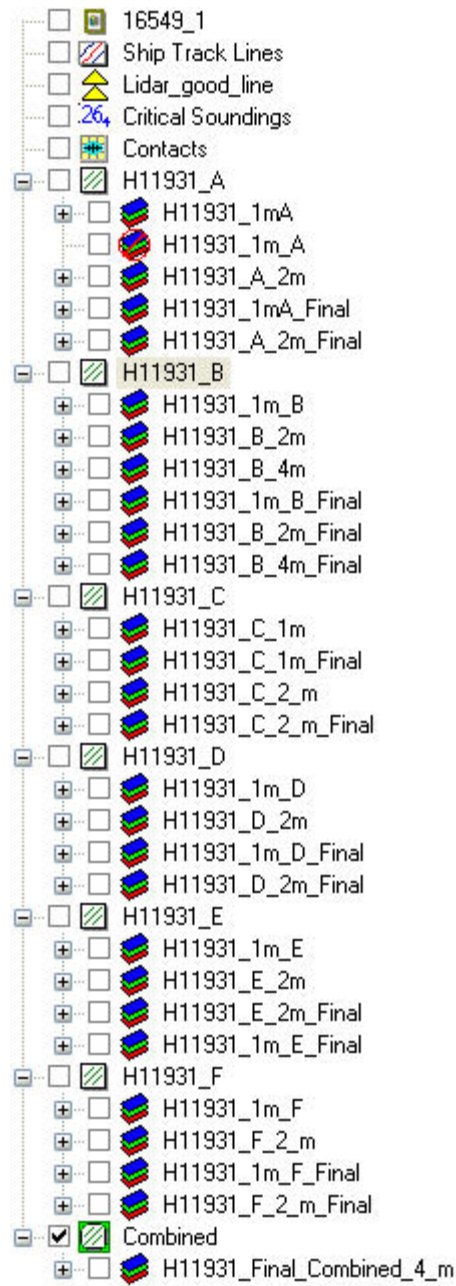 16549_1
Ship Track Lines
Lidar_good_line
.26₄ Critical Soundings
Contacts
H11931_A
H11931_1mA
H11931_1m_A
H11931_A_2m
H11931_1mA_Final
H11931_A_2m_Final
H11931_B
H11931_1m_B
H11931_B_2m
H11931_B_4m
H11931_1m_B_Final
H11931_B_2m_Final
H11931_B_4m_Final
H11931_C
H11931_C_1m
H11931_C_1m_Final
H11931_C_2_m
H11931_C_2_m_Final
H11931_D
H11931_1m_D
H11931_D_2m
H11931_1m_D_Final
H11931_D_2m_Final
H11931_E
H11931_1m_E
H11931_E_2m
H11931_E_2m_Final
H11931_1m_E_Final
H11931_F
H11931_1m_F
H11931_F_2_m
H11931_1m_F_Final
H11931_F_2_m_Final
Combined
H11931_Final_Combined_4_m